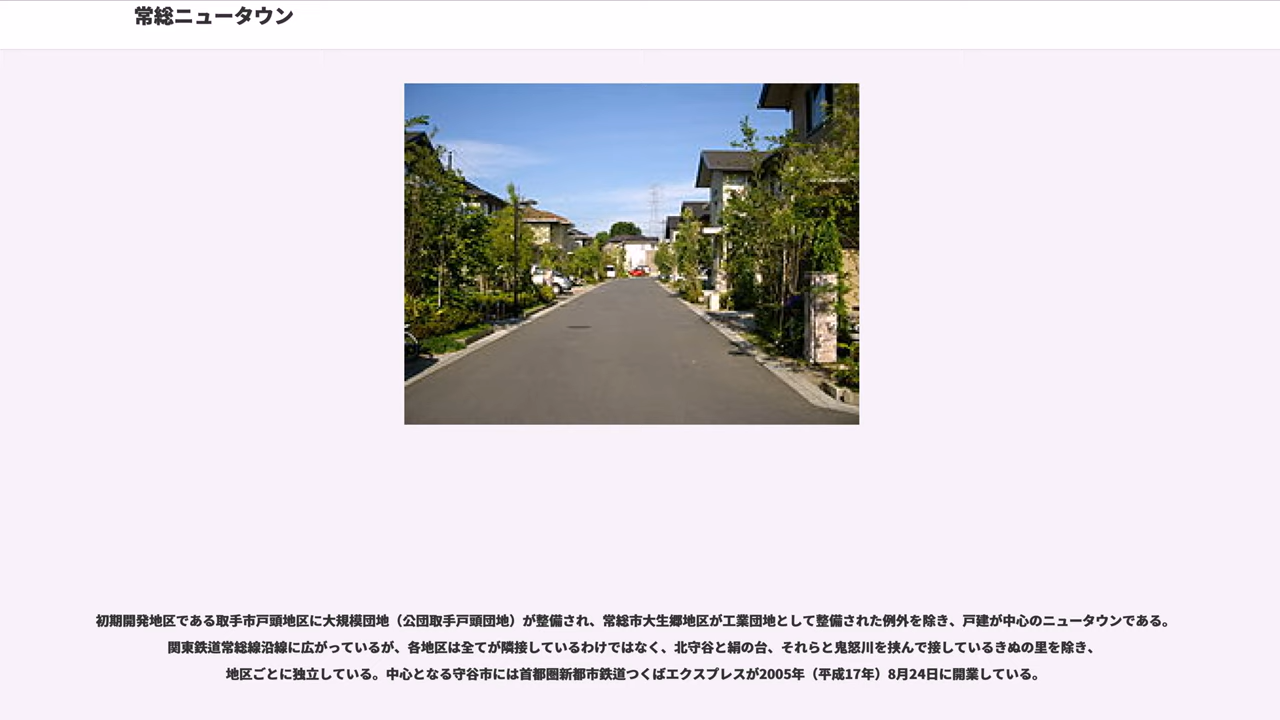 常総ニュータウン
初期開発地区である取手市戸頭地区に大規模団地（公団取手戸頭団地）が整備され、常総市大生郷地区が工業団地として整備された例外を除き、戸建が中心のニュータウンである。
関東鉄道常総線沿線に広がっているが、各地区は全てが隣接しているわけではなく、北守谷と絹の台、それらと鬼怒川を挟んで接しているきぬの里を除き、
地区ごとに独立している。中心となる守谷市には首都圏新都市鉄道つくばエクスプレスが2005年（平成17年）8月24日に開業している。